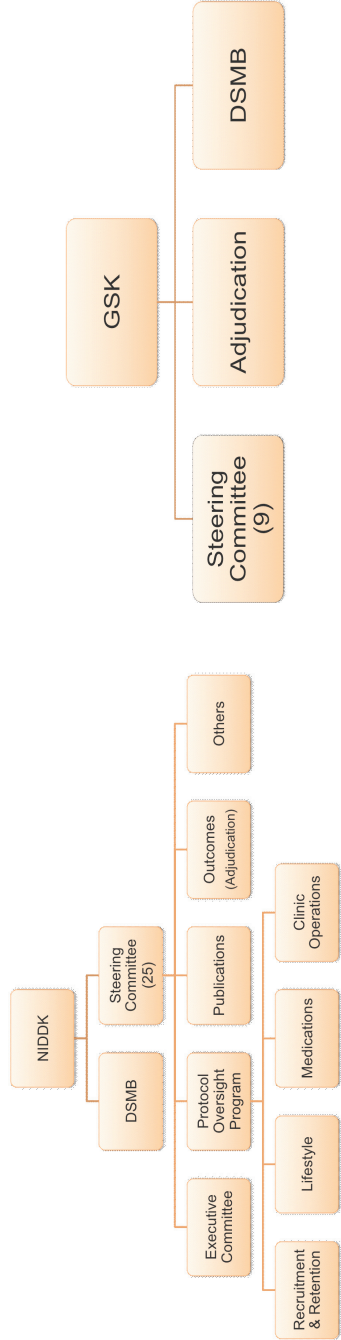 NIDDK
DSMB
Steering
Committee
(25)
Executive
Committee
Protocol
Oversight
Program
Publications
Outcomes
(Adjudication)
Others
Recruitment
& Retention
Lifestyle
Medications
Clinic
Operations
GSK
Steering
Committee
(9)
Adjudication
DSMB